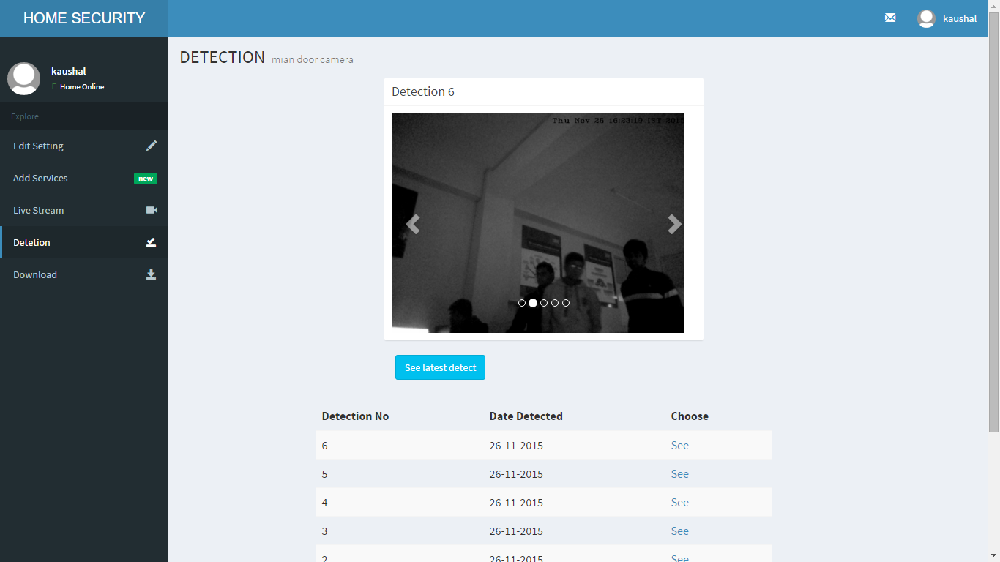 HOME SECURITY
kaushal
kaushal
Home Online
Explore
Edit Setting
Add Services new
Live Stream
Detetion
Download
DETECTION mian door camera
Detection 6
Thu Nov 26 16:23:19 IST 2015
See latest detect
Detection No Date Detected Choose
6 26-11-2015 See
5 26-11-2015 See
4 26-11-2015 See
3 26-11-2015 See
2 26-11-2015 See